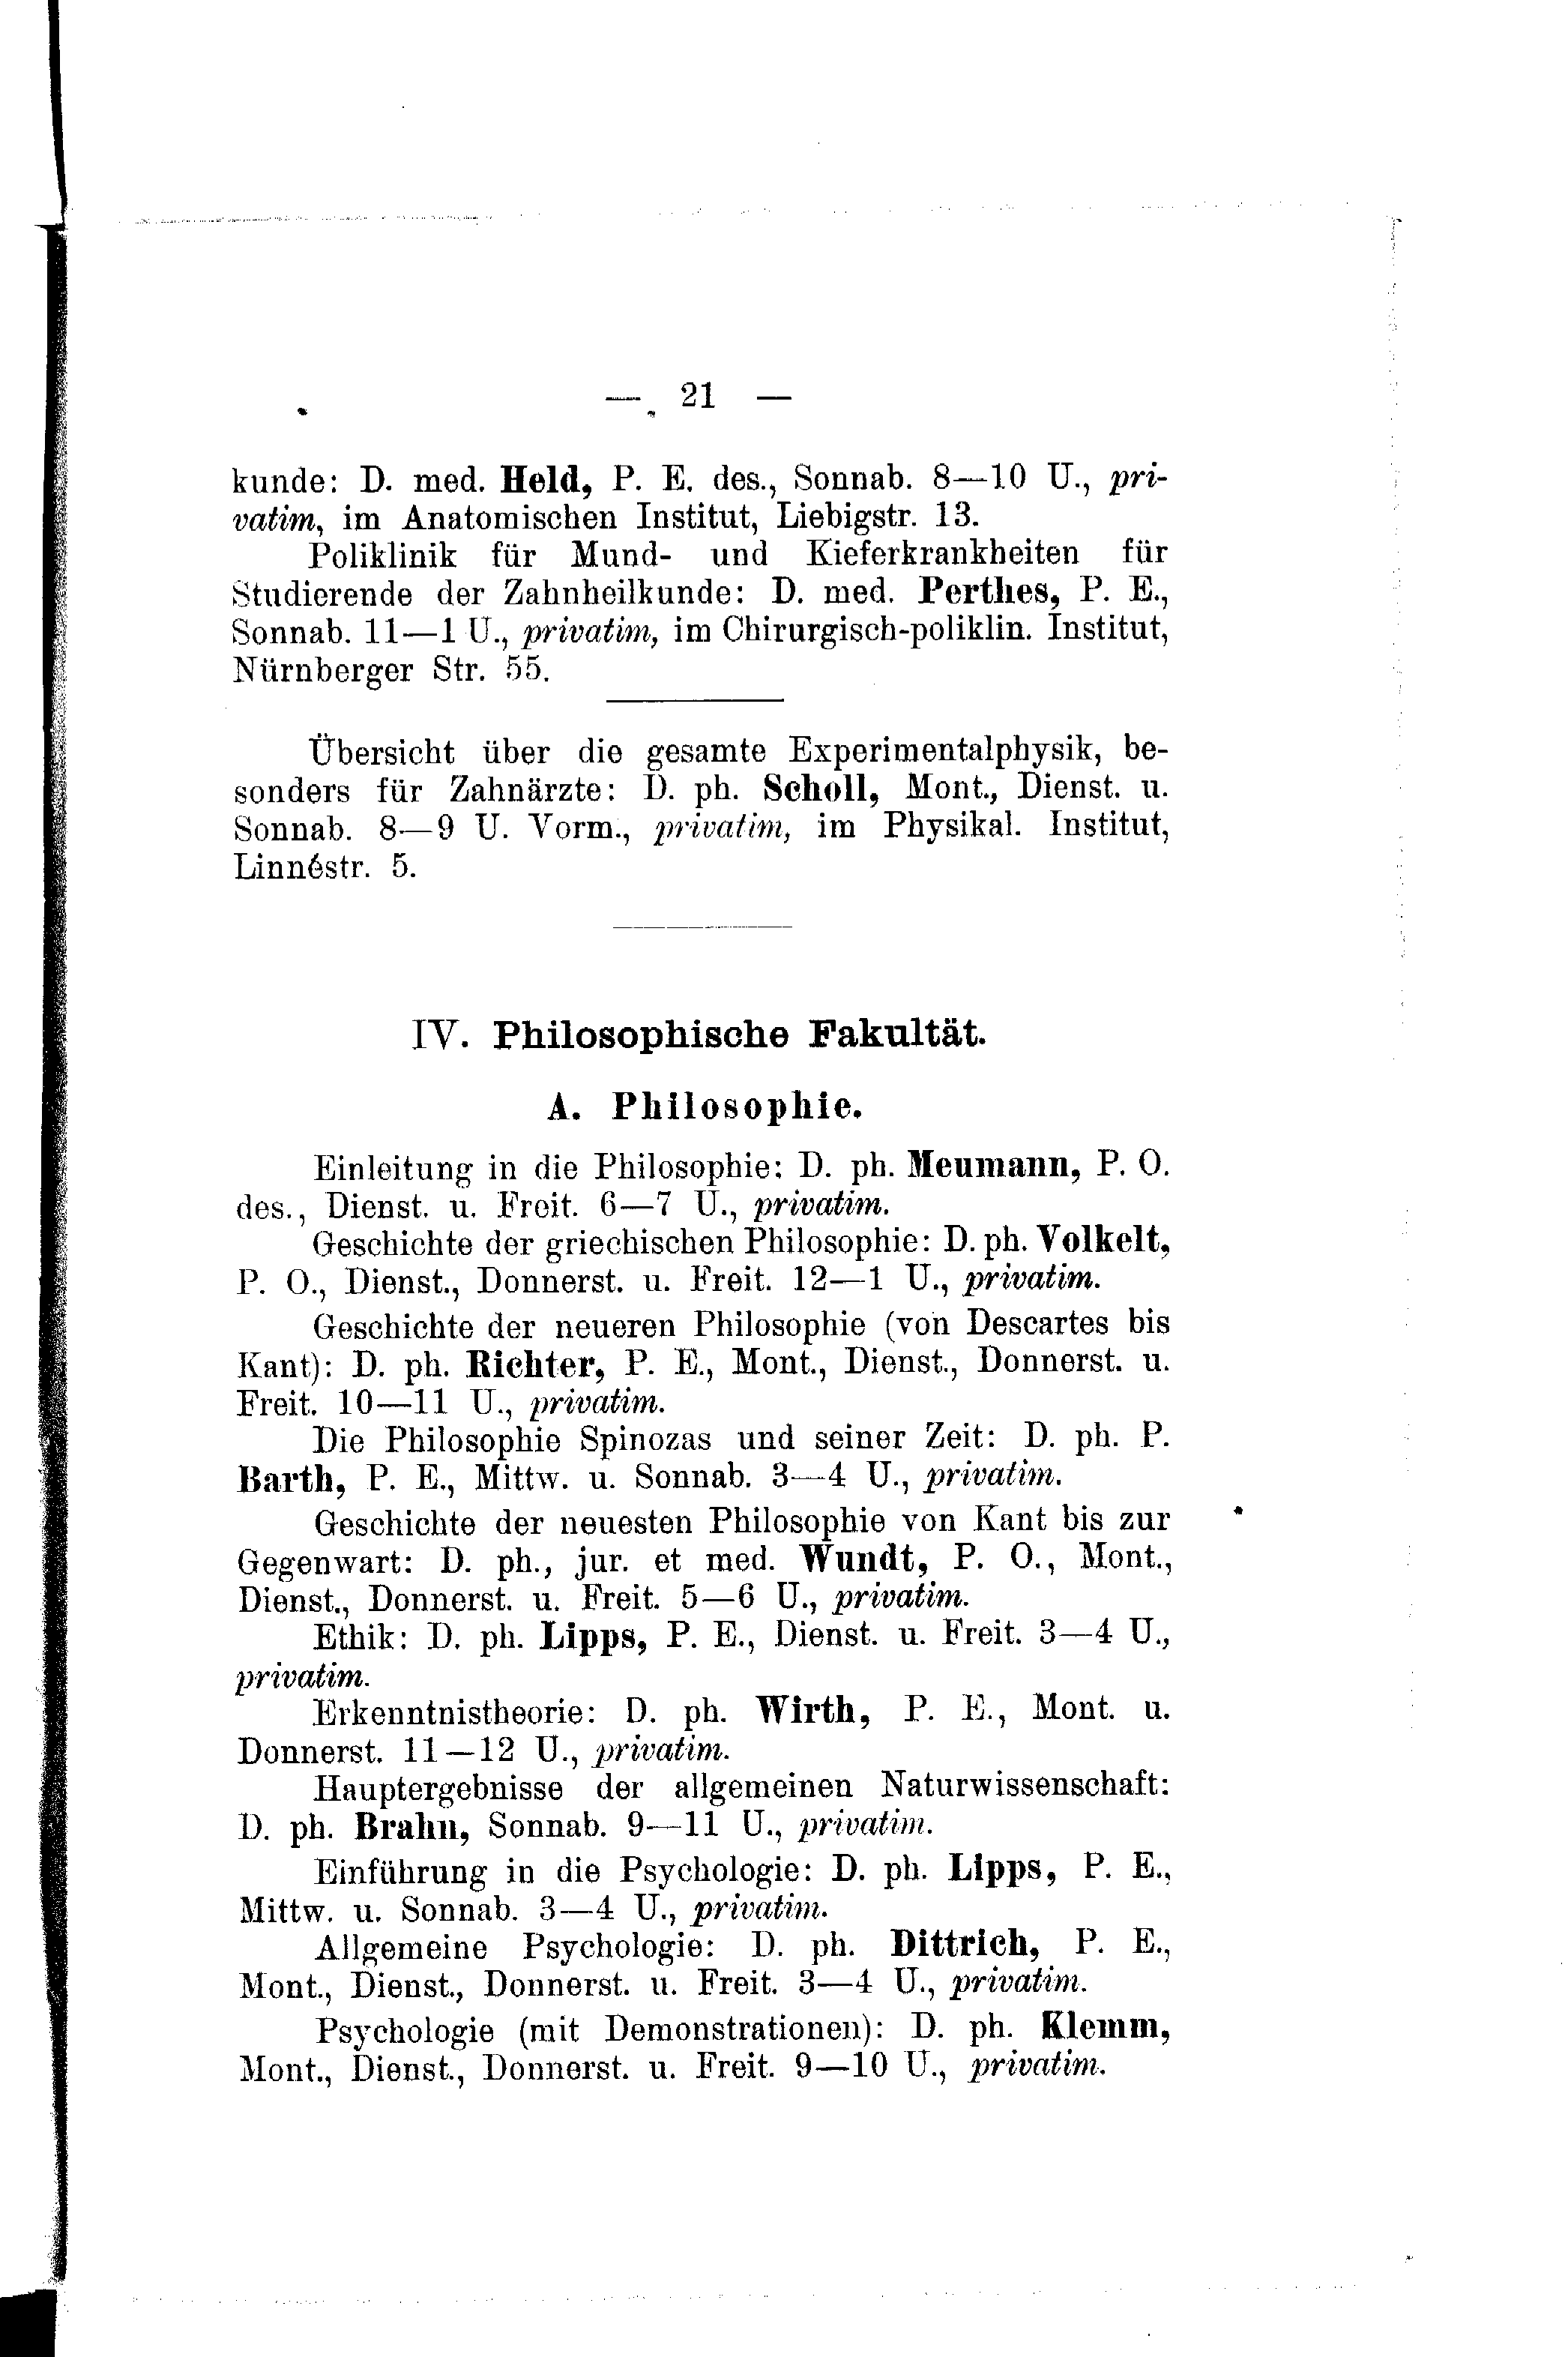 — 21 —
kunde: D. med. Held, P. E. des., Sonnab. 8—10 U., pri-
vatim, im Anatomischen Institut, Liebigstr. 13.
Poliklinik für Mund- und Kieferkrankheiten für
Studierende der Zahnheilkunde: D. med. Perthes, P. E.,
Sonnab. 11—1 U., privatim, im Chirurgisch-poliklin. Institut,
Nürnberger Str. 55.
Übersicht über die gesamte Experimentalphysik, be-
sonders für Zahnärzte: D. ph. Scholl, Mont., Dienst. u.
Sonnab. 8—9 U. Vorm., privatim, im Physikal. Institut,
Linnéstr. 5.
IV. Philosophische Fakultät.
A. Philosophie.
Einleitung in die Philosophie: D. ph. Meumann, P. O.
des., Dienst. u. Freit. 6—7 U., privatim.
Geschichte der griechischen Philosophie: D. ph. Volkelt,
P. O., Dienst., Donnerst. u. Freit. 12—1 U., privatim.
Geschichte der neueren Philosophie (von Descartes bis
Kant): D. ph. Richter, P. E., Mont., Dienst., Donnerst. u.
Freit. 10—11 U., privatim.
Die Philosophie Spinozas und seiner Zeit: D. ph. P.
Barth, P. E., Mittw. u. Sonnab. 3—4 U., privatim.
Geschichte der neuesten Philosophie von Kant bis zur
Gegenwart: D. ph., jur. et med. Wundt, P. O., Mont.,
Dienst., Donnerst. u. Freit. 5—6 U., privatim.
Ethik: D. ph. Lipps, P. E., Dienst. u. Freit. 3—4 U.,
privatim.
Erkenntnistheorie: D. ph. Wirth, P. E., Mont. u.
Donnerst. 11—12 U., privatim.
Hauptergebnisse der allgemeinen Naturwissenschaft:
D. ph. Brahn, Sonnab. 9—11 U., privatim.
Einführung in die Psychologie: D. ph. Lipps, P. E.,
Mittw. u. Sonnab. 3—4 U., privatim.
Allgemeine Psychologie: D. ph. Dittrich, P. E.,
Mont., Dienst., Donnerst. u. Freit. 3—4 U., privatim.
Psychologie (mit Demonstrationen): D. ph. Klemm,
Mont., Dienst., Donnerst. u. Freit. 9—10 U., privatim.